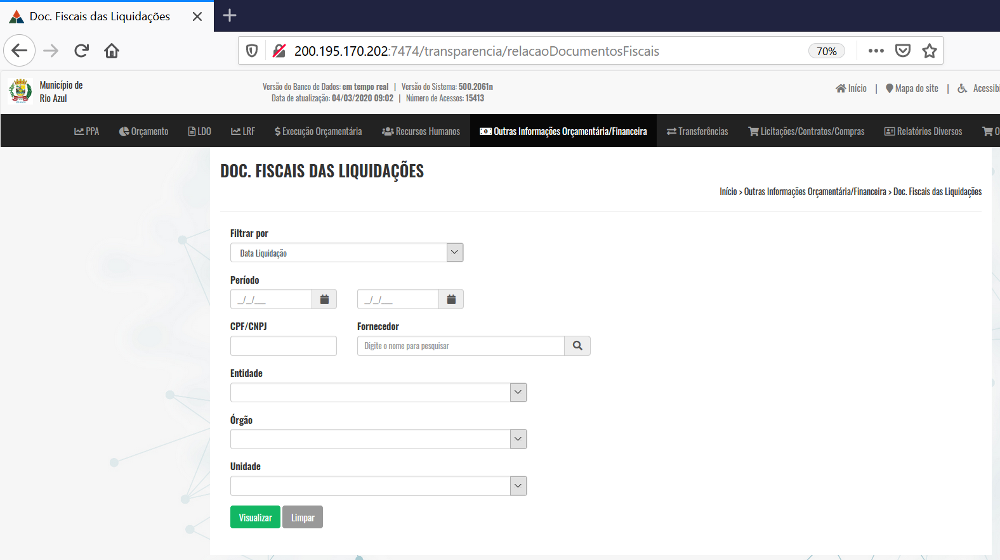 Doc. Fiscais das Liquidações
200.195.170.202:7474/transparencia/relacaoDocumentosFiscais
70%
Município de
Rio Azul
Versão do Banco de Dados: em tempo real | Versão do Sistema: 500.2061n
Data de atualização: 04/03/2020 09:02 | Número de Acessos: 15413
Início | Mapa do site | Acessibi
PPA Orçamento LDO LRF Execução Orçamentária Recursos Humanos Outras Informações Orçamentária/Financeira Transferências Licitações/Contratos/Compras Relatórios Diversos O
DOC. FISCAIS DAS LIQUIDAÇÕES
Início > Outras Informações Orçamentária/Financeira > Doc. Fiscais das Liquidações
Filtrar por
Data Liquidação
Período
_/_/__ _/_/__
CPF/CNPJ Fornecedor
Digite o nome para pesquisar
Entidade
Órgão
Unidade
Visualizar Limpar